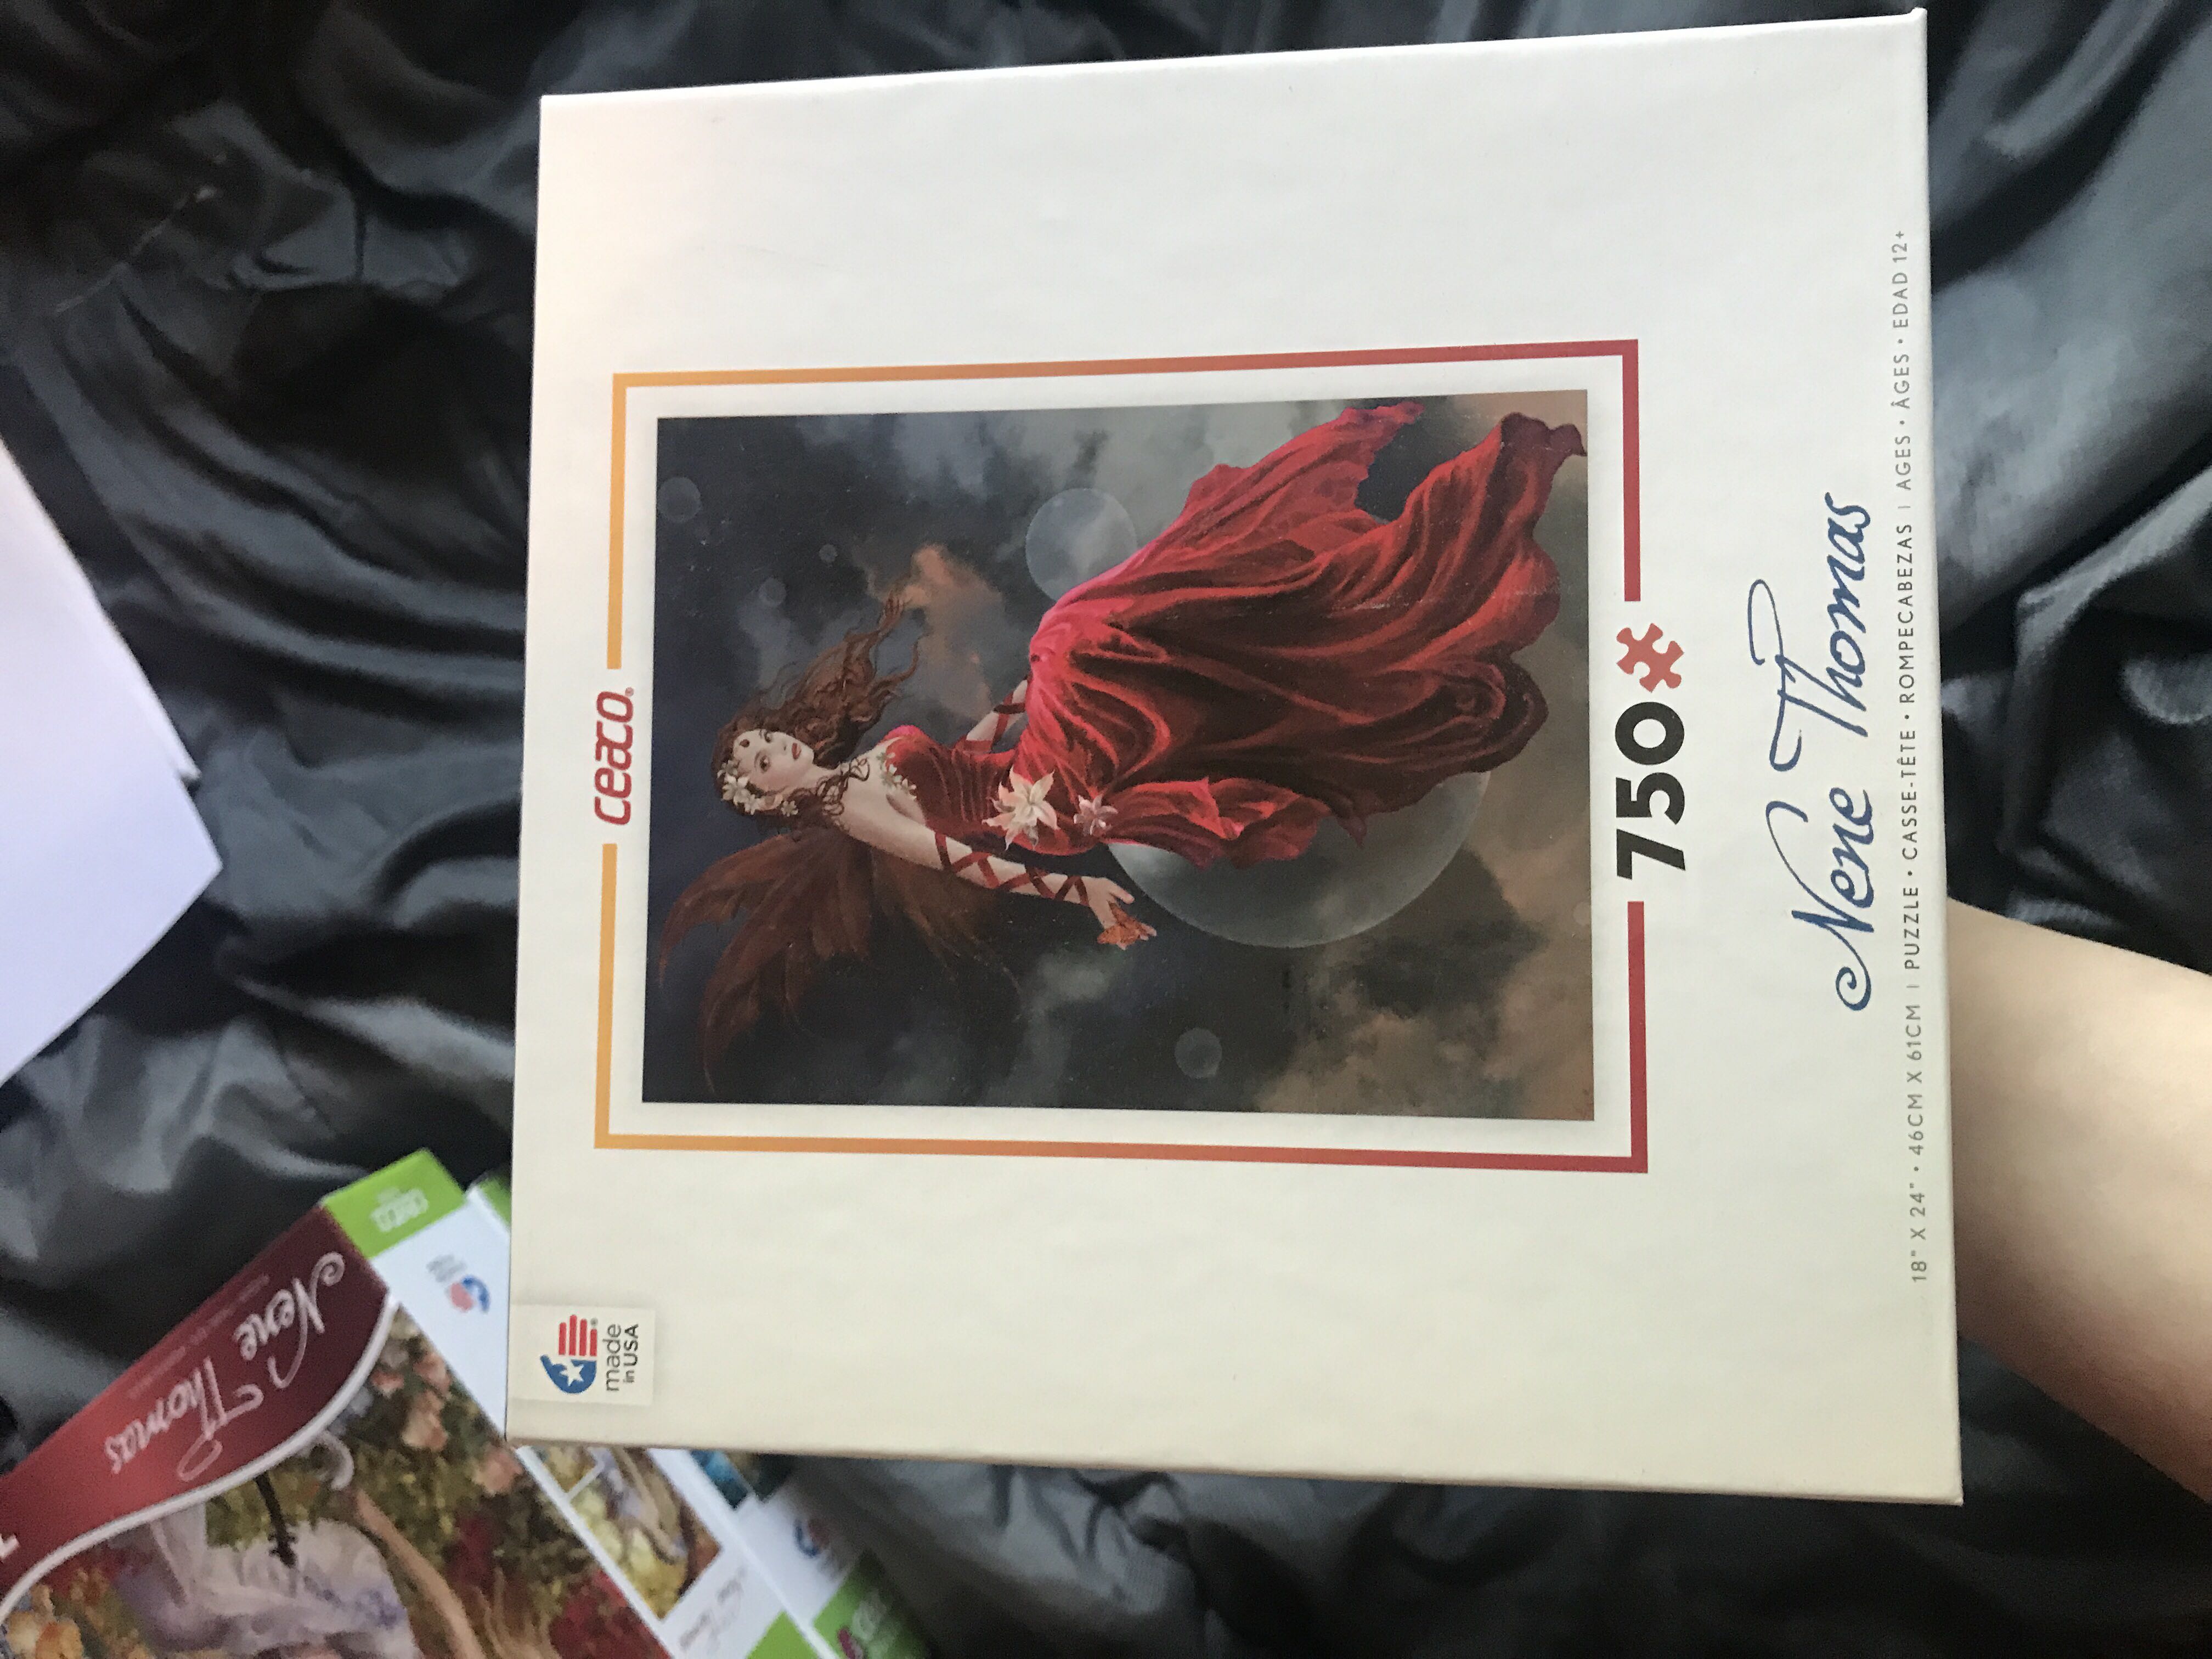 ceaco®
made
in USA
750
Nene Thomas
18" X 24" • 46CM X 61CM | PUZZLE • CASSE-TÊTE • ROMPECABEZAS | AGES • ÂGES • EDAD 12+
Nene Thomas
ceaco